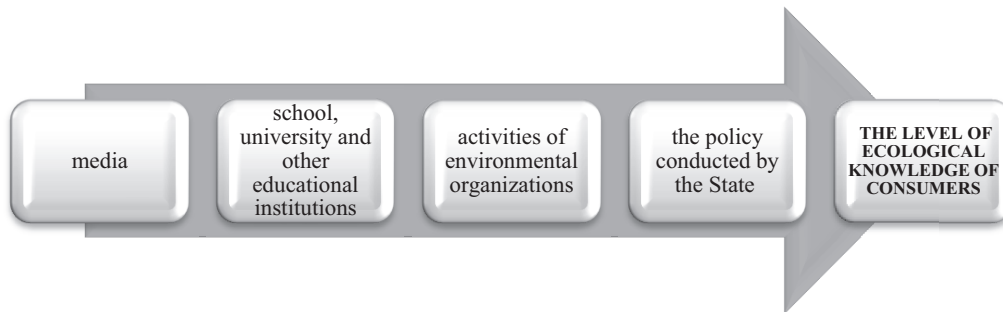 media
school,
university and
other
educational
institutions
activities of
environmental
organizations
the policy
conducted by
the State
THE LEVEL OF
ECOLOGICAL
KNOWLEDGE OF
CONSUMERS